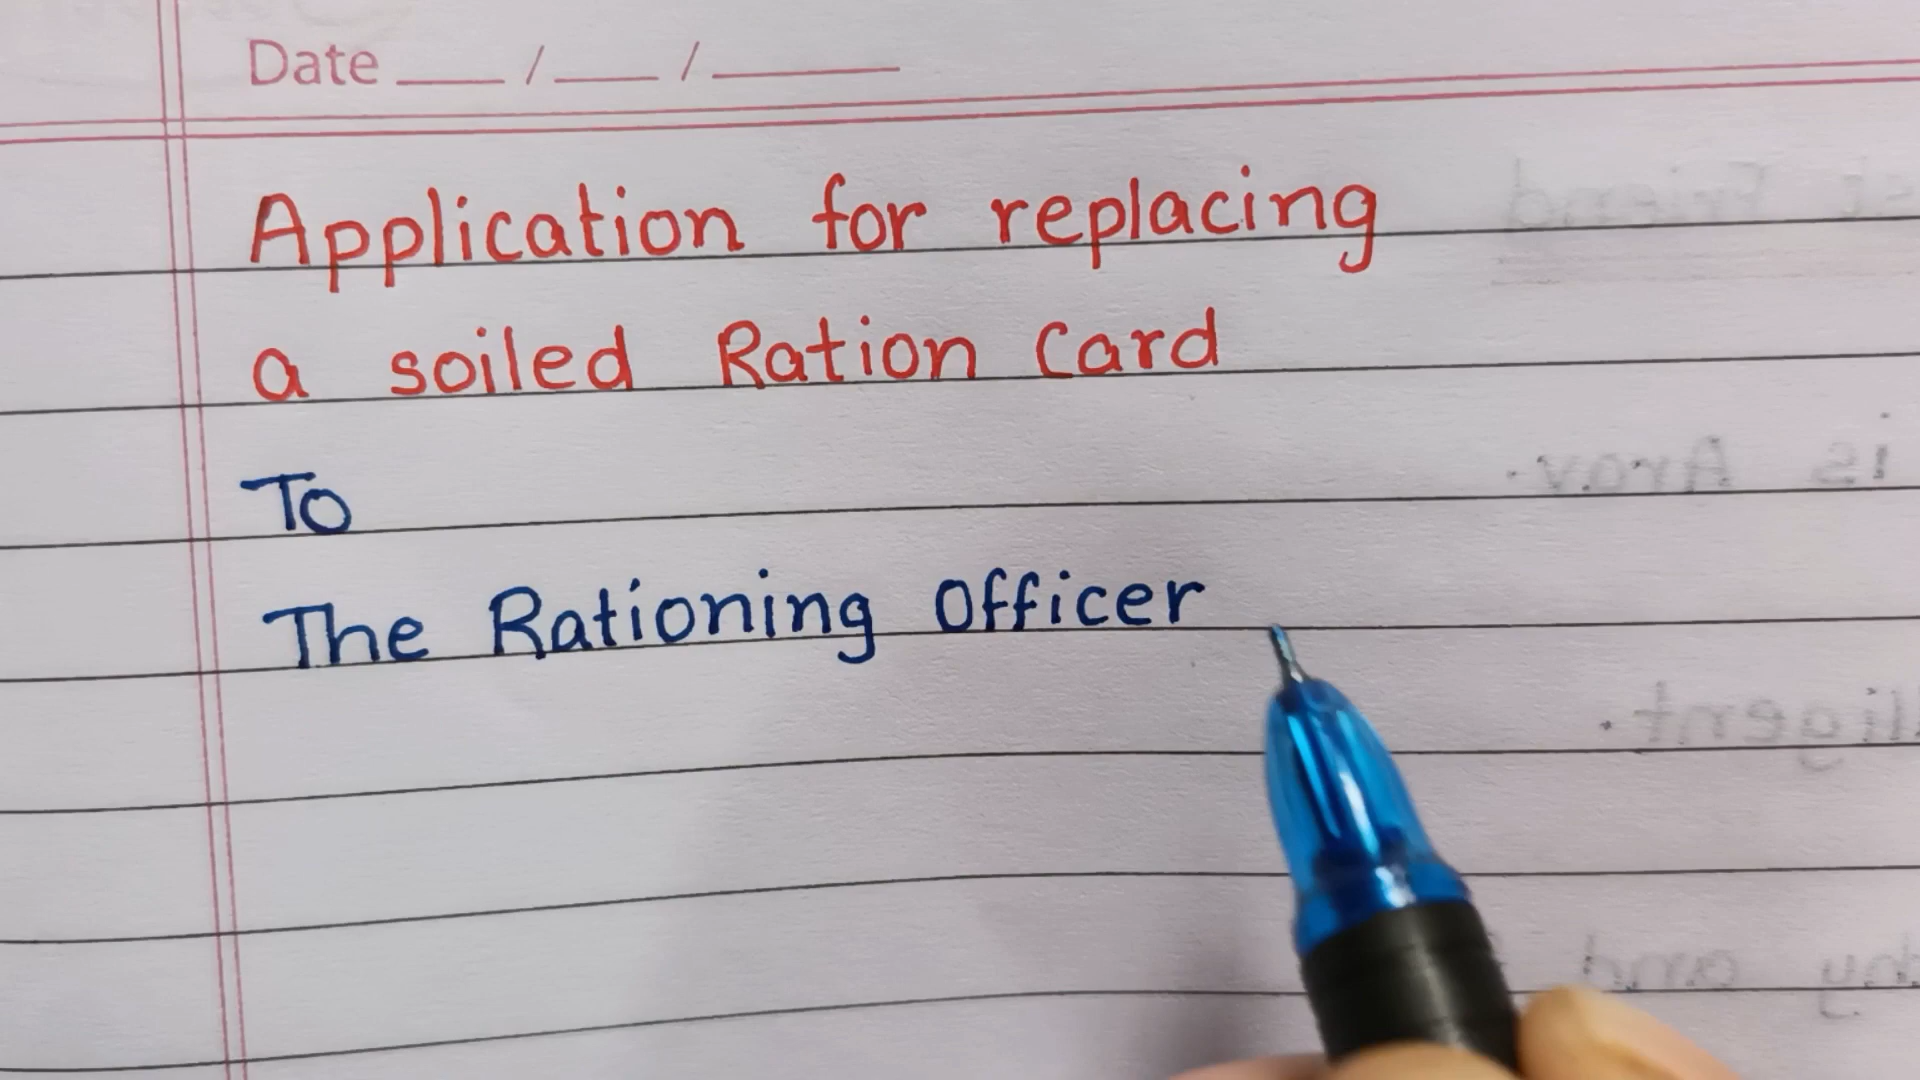 Date ___ / ___ / _____
Application for replacing
a soiled Ration Card
To
The Rationing Officer